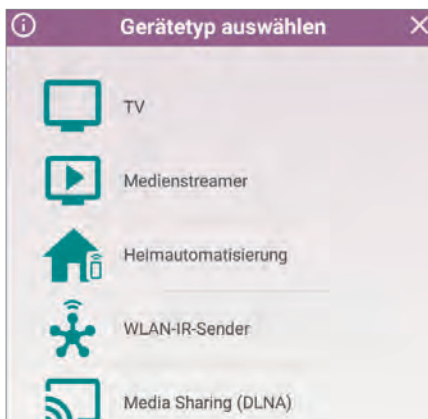 Gerätetyp auswählen
TV
Medienstreamer
Heimautomatisierung
WLAN-IR-Sender
Media Sharing (DLNA)